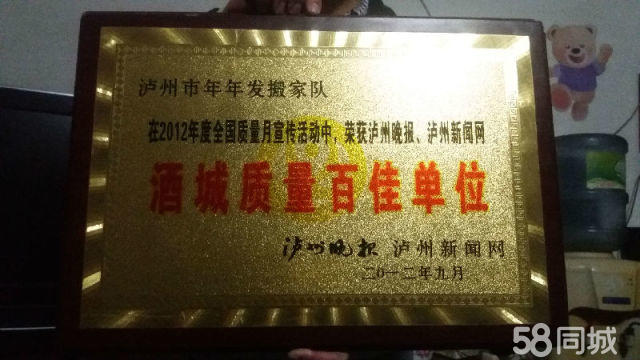 泸州市年年发搬家队
在2012年度全国质量月宣传活动中，荣获泸州晚报、泸州新闻网
酒城质量百佳单位
泸州晚报 泸州新闻网
二〇一二年九月
58同城